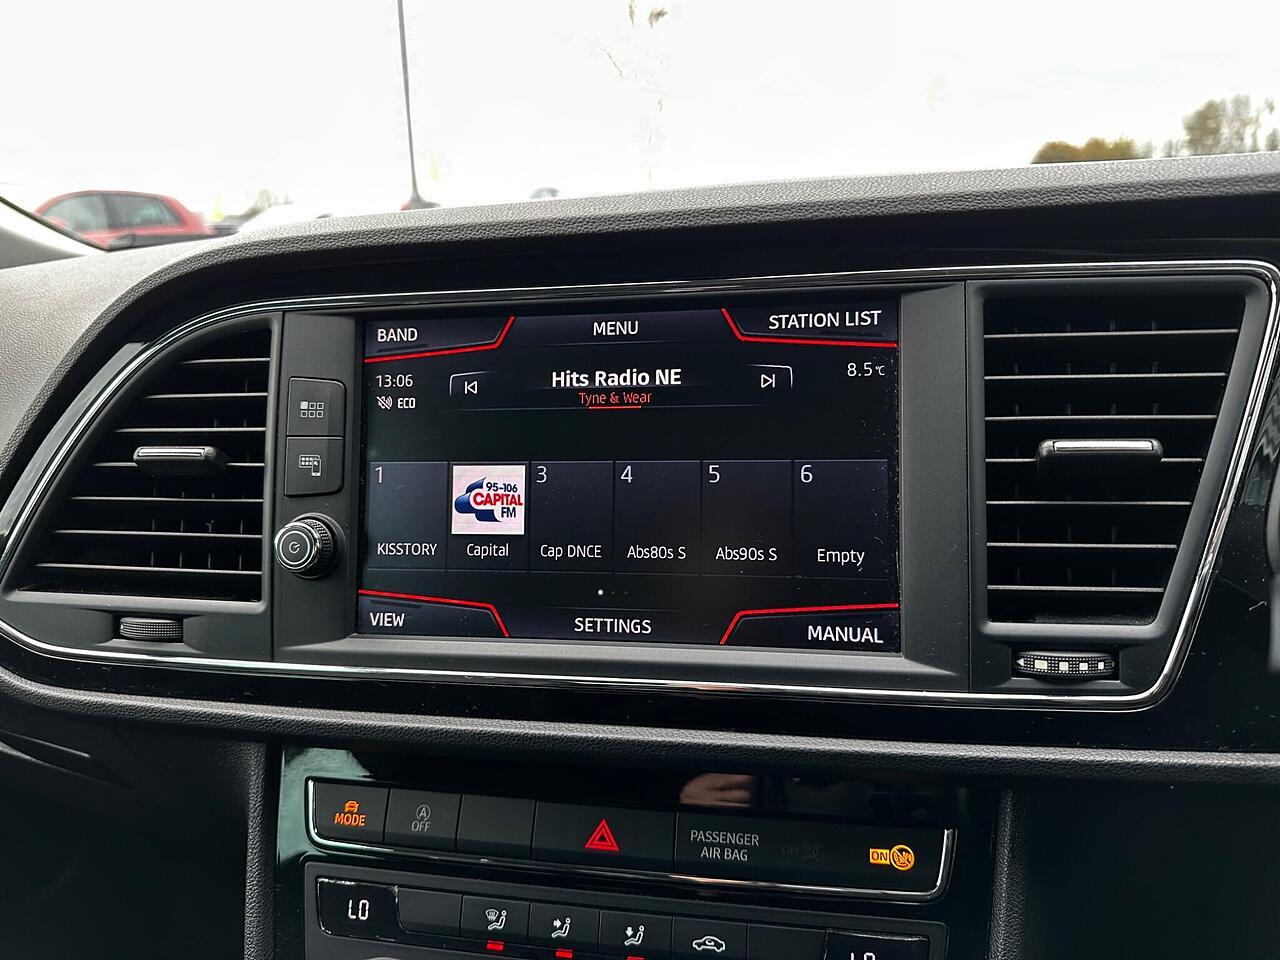 BAND
MENU
STATION LIST
13:06
Hits Radio NE
8.5℃
ECO
Tyne & Wear
1
95-106
CAPITAL
FM
3
4
5
6
KISSTORY
Capital
Cap DNCE
Abs80s S
Abs90s S
Empty
VIEW
SETTINGS
MANUAL
MODE
A
OFF
PASSENGER
AIR BAG
OFF
ON
LO
LO